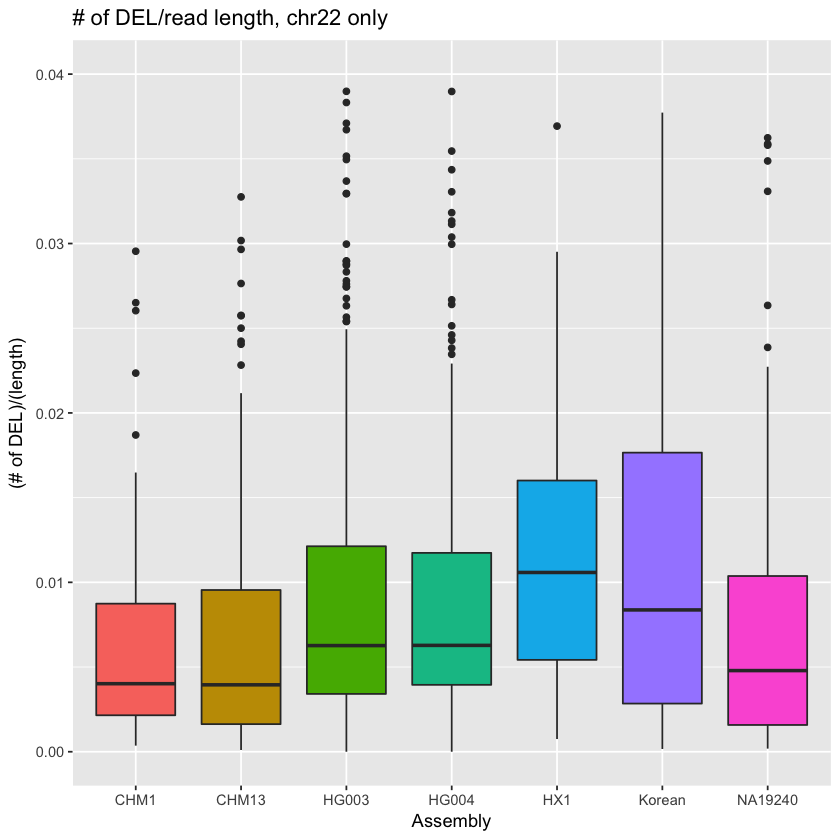 # of DEL/read length, chr22 only
(# of DEL)/(length)
0.04
0.03
0.02
0.01
0.00
CHM1 CHM13 HG003 HG004 HX1 Korean NA19240
Assembly